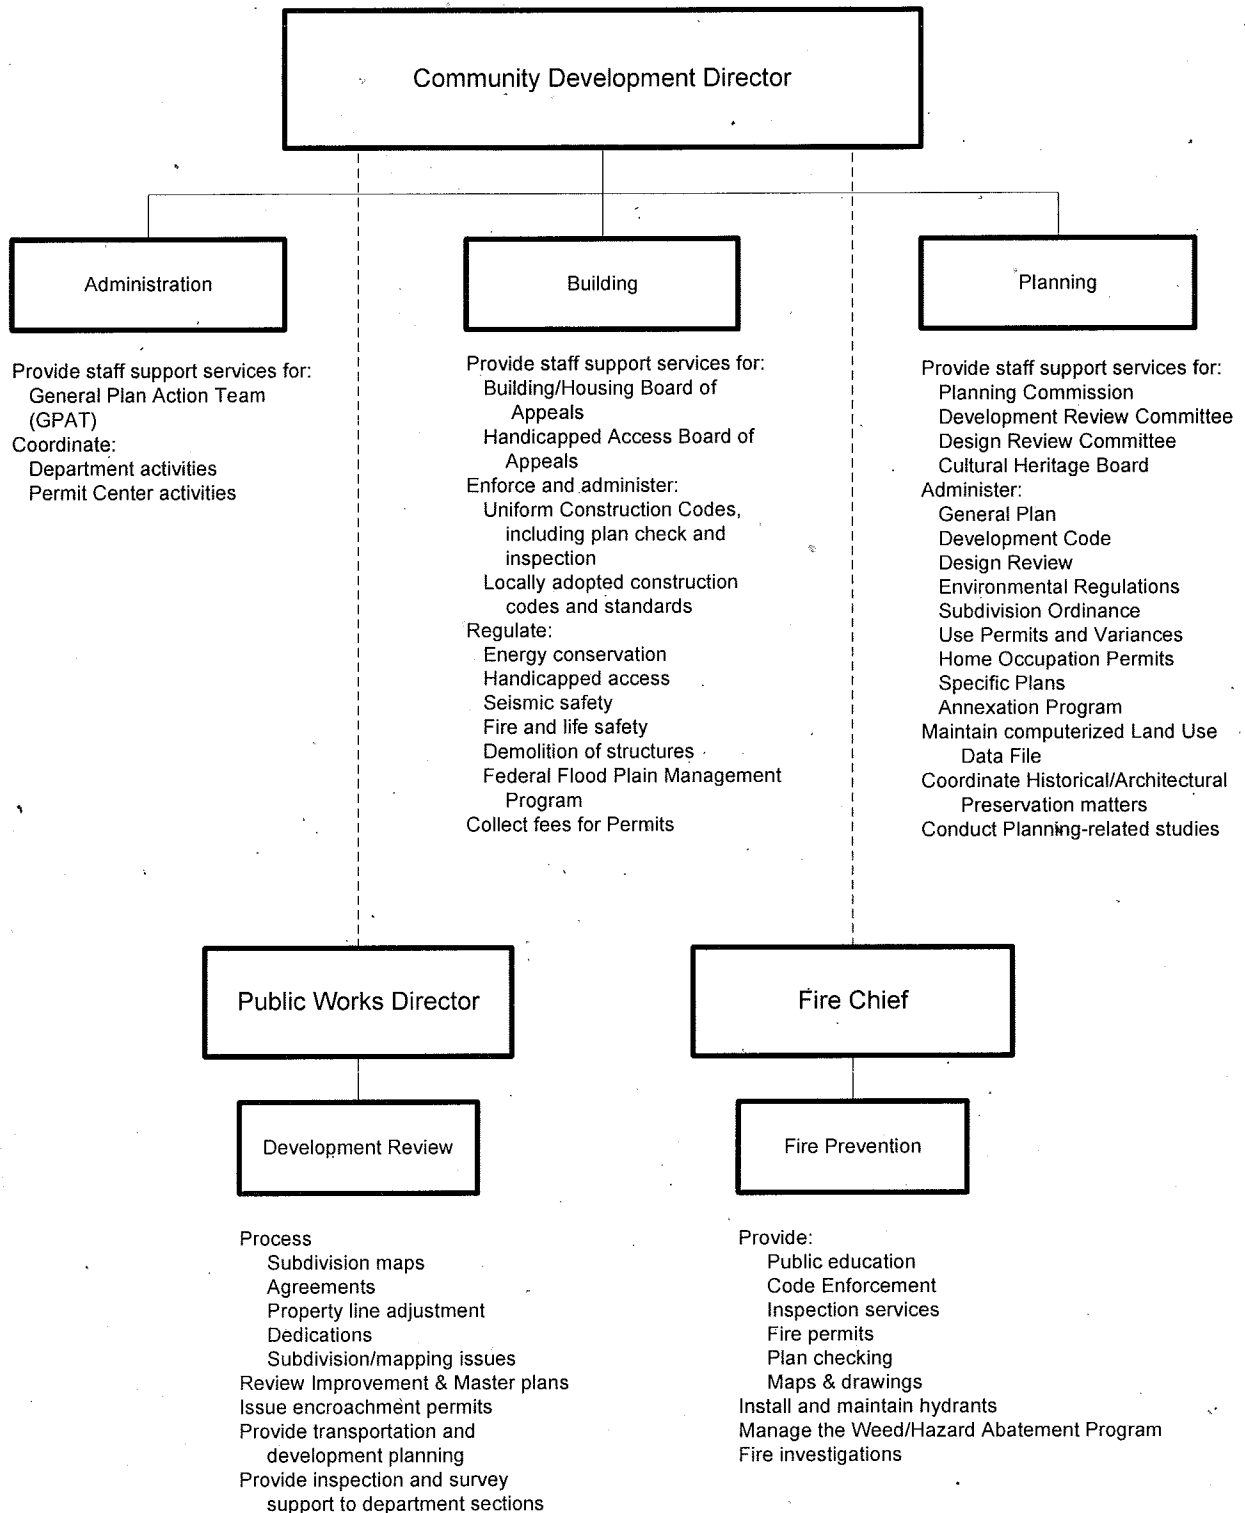 Community Development Director
Administration
Provide staff support services for:
General Plan Action Team
(GPAT)
Coordinate:
Department activities
Permit Center activities
Building
Provide staff support services for:
Building/Housing Board of
Appeals
Handicapped Access Board of
Appeals
Enforce and administer:
Uniform Construction Codes,
including plan check and
inspection
Locally adopted construction
codes and standards
Regulate:
Energy conservation
Handicapped access
Seismic safety
Fire and life safety
Demolition of structures
Federal Flood Plain Management
Program
Collect fees for Permits
Planning
Provide staff support services for:
Planning Commission
Development Review Committee
Design Review Committee
Cultural Heritage Board
Administer:
General Plan
Development Code
Design Review
Environmental Regulations
Subdivision Ordinance
Use Permits and Variances
Home Occupation Permits
Specific Plans
Annexation Program
Maintain computerized Land Use
Data File
Coordinate Historical/Architectural
Preservation matters
Conduct Planning-related studies
Public Works Director
Development Review
Process
Subdivision maps
Agreements
Property line adjustment
Dedications
Subdivision/mapping issues
Review Improvement & Master plans
Issue encroachment permits
Provide transportation and
development planning
Provide inspection and survey
support to department sections
Fire Chief
Fire Prevention
Provide:
Public education
Code Enforcement
Inspection services
Fire permits
Plan checking
Maps & drawings
Install and maintain hydrants
Manage the Weed/Hazard Abatement Program
Fire investigations